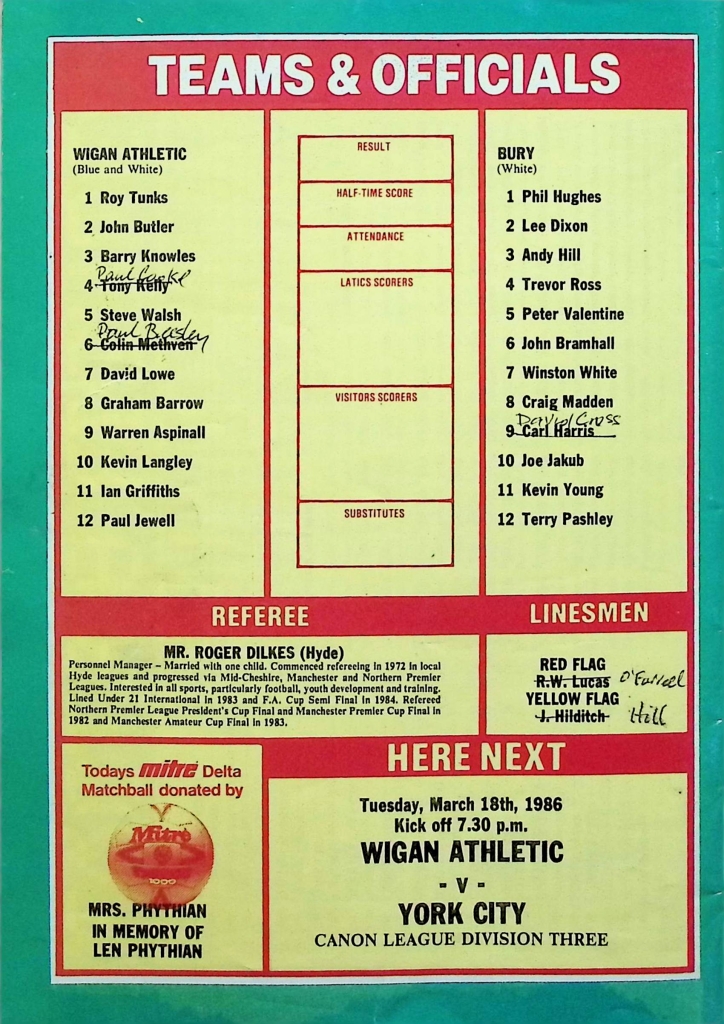 TEAMS & OFFICIALS
WIGAN ATHLETIC
(Blue and White)
1 Roy Tunks
2 John Butler
3 Barry Knowles
Paul Cooke
4 Tony Kelly
5 Steve Walsh
Paul Beesley
6 Colin Methven
7 David Lowe
8 Graham Barrow
9 Warren Aspinall
10 Kevin Langley
11 Ian Griffiths
12 Paul Jewell
RESULT
HALF-TIME SCORE
ATTENDANCE
LATICS SCORERS
VISITORS SCORERS
SUBSTITUTES
BURY
(White)
1 Phil Hughes
2 Lee Dixon
3 Andy Hill
4 Trevor Ross
5 Peter Valentine
6 John Bramhall
7 Winston White
8 Craig Madden
David Cross
9 Carl Harris
10 Joe Jakub
11 Kevin Young
12 Terry Pashley
REFEREE
MR. ROGER DILKES (Hyde)
Personnel Manager – Married with one child. Commenced refereeing in 1972 in local
Hyde leagues and progressed via Mid-Cheshire, Manchester and Northern Premier
Leagues. Interested in all sports, particularly football, youth development and training.
Lined Under 21 International in 1983 and F.A. Cup Semi Final in 1984. Refereed
Northern Premier League President's Cup Final and Manchester Premier Cup Final in
1982 and Manchester Amateur Cup Final in 1983.
LINESMEN
RED FLAG
R.W. Lucas O'Farrell
YELLOW FLAG
J. Hilditch Hill
Todays mitre Delta
Matchball donated by
Mitre
1000
MRS. PHYTHIAN
IN MEMORY OF
LEN PHYTHIAN
HERE NEXT
Tuesday, March 18th, 1986
Kick off 7.30 p.m.
WIGAN ATHLETIC
- V -
YORK CITY
CANON LEAGUE DIVISION THREE